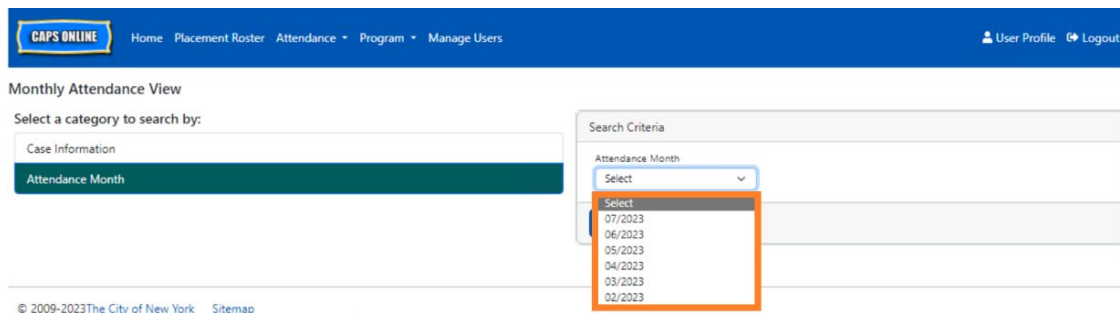 CAPS ONLINE Home Placement Roster Attendance Program Manage Users User Profile Logout
Monthly Attendance View
Select a category to search by:
Case Information
Attendance Month
Search Criteria
Attendance Month
Select
Select
07/2023
06/2023
05/2023
04/2023
03/2023
02/2023
© 2009-2023The City of New York Sitemap